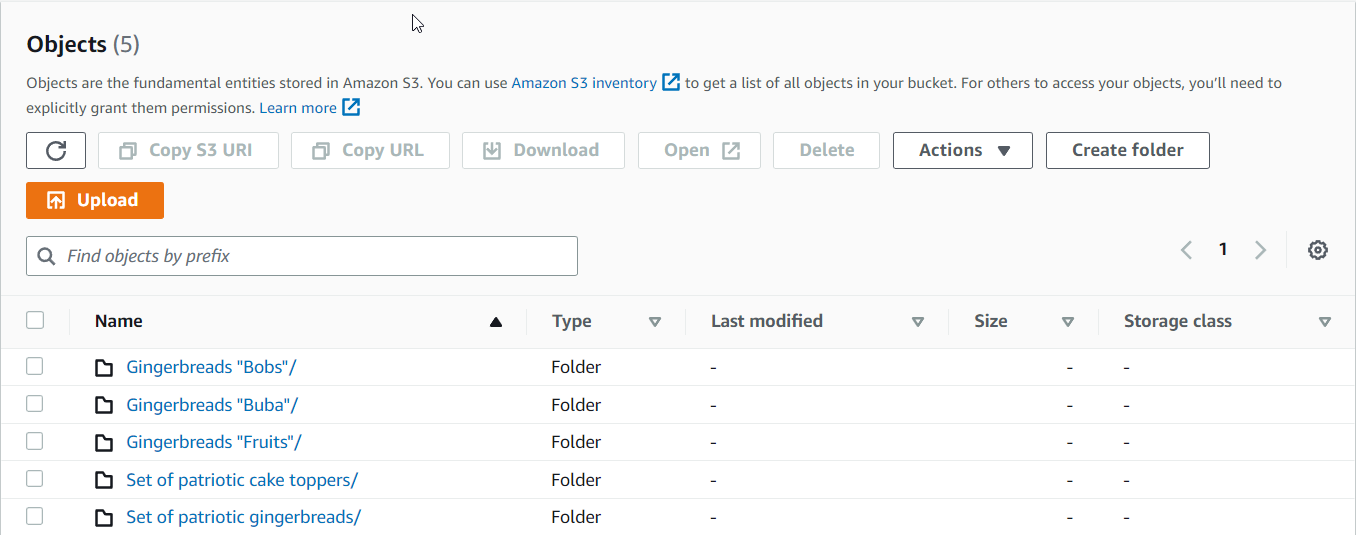 Objects (5)
Objects are the fundamental entities stored in Amazon S3. You can use Amazon S3 inventory to get a list of all objects in your bucket. For others to access your objects, you’ll need to
explicitly grant them permissions. Learn more
Copy S3 URI Copy URL Download Open Delete Actions Create folder
Upload
Find objects by prefix 1
Name Type Last modified Size Storage class
Gingerbreads "Bobs"/ Folder - - -
Gingerbreads "Buba"/ Folder - - -
Gingerbreads "Fruits"/ Folder - - -
Set of patriotic cake toppers/ Folder - - -
Set of patriotic gingerbreads/ Folder - - -